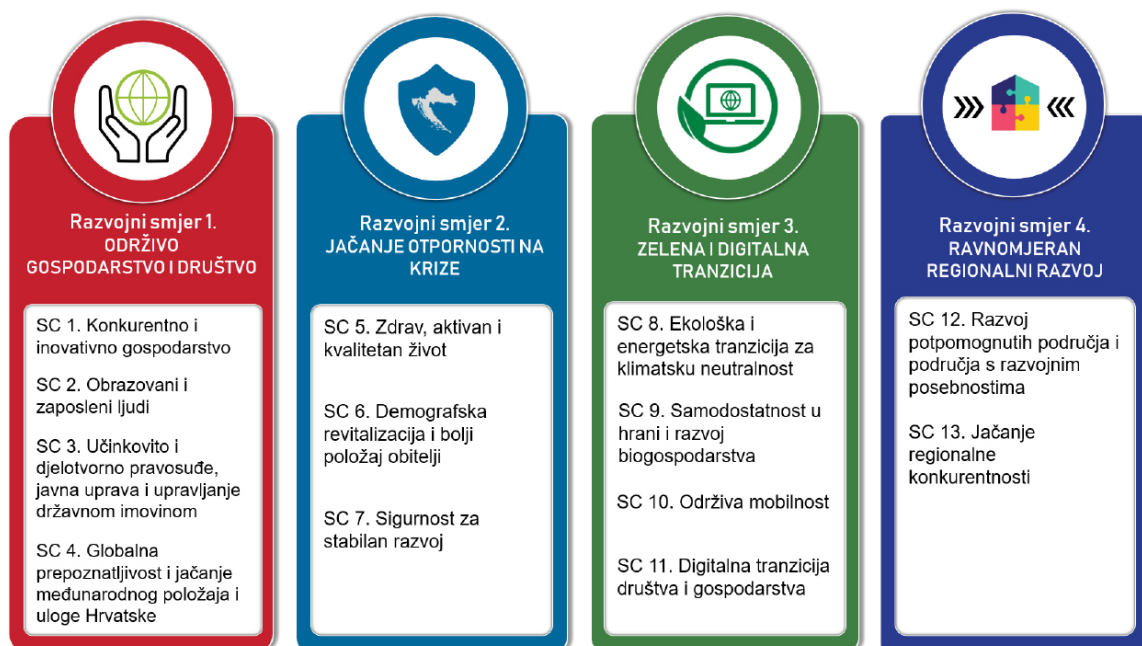 Razvojni smjer 1.
ODRŽIVO
GOSPODARSTVO I DRUŠTVO
SC 1. Konkurentno i
inovativno gospodarstvo
SC 2. Obrazovani i
zaposleni ljudi
SC 3. Učinkovito i
djelotvorno pravosuđe,
javna uprava i upravljanje
državnom imovinom
SC 4. Globalna
prepoznatljivost i jačanje
međunarodnog položaja i
uloge Hrvatske
Razvojni smjer 2.
JAČANJE OTPORNOSTI NA
KRIZE
SC 5. Zdrav, aktivan i
kvalitetan život
SC 6. Demografska
revitalizacija i bolji
položaj obitelji
SC 7. Sigurnost za
stabilan razvoj
Razvojni smjer 3.
ZELENA I DIGITALNA
TRANZICIJA
SC 8. Ekološka i
energetska tranzicija za
klimatsku neutralnost
SC 9. Samodostatnost u
hrani i razvoj
biogospodarstva
SC 10. Održiva mobilnost
SC 11. Digitalna tranzicija
društva i gospodarstva
Razvojni smjer 4.
RAVNOMJERAN
REGIONALNI RAZVOJ
SC 12. Razvoj
potpomognutih područja i
područja s razvojnim
posebnostima
SC 13. Jačanje
regionalne
konkurentnosti